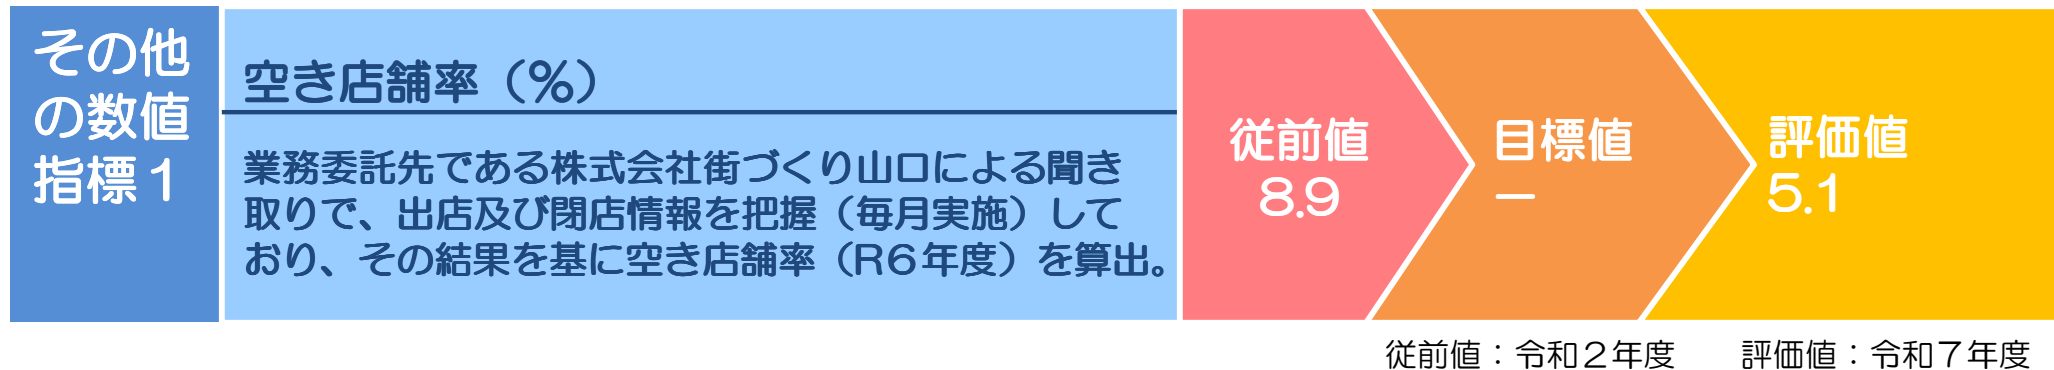 その他
の数値
指標１
空き店舗率（％）
業務委託先である株式会社街づくり山口による聞き
取りで、出店及び閉店情報を把握（毎月実施）して
おり、その結果を基に空き店舗率（R６年度）を算出。
従前値
8.9
目標値
－
評価値
5.1
従前値：令和２年度
評価値：令和７年度